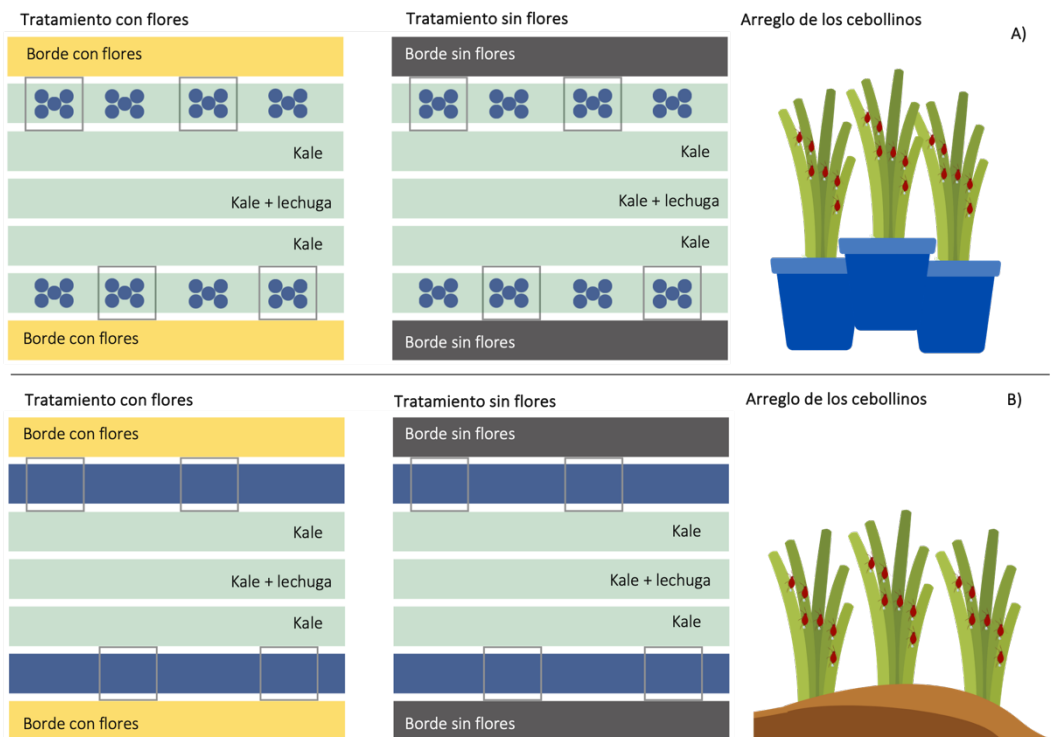 Tratamiento con flores
Tratamiento sin flores
Arreglo de los cebollinos
A)
Borde con flores
Borde sin flores
Kale
Kale
Kale + lechuga
Kale + lechuga
Kale
Kale
Borde con flores
Borde sin flores
Tratamiento con flores
Tratamiento sin flores
Arreglo de los cebollinos
B)
Borde con flores
Borde sin flores
Kale
Kale
Kale + lechuga
Kale + lechuga
Kale
Kale
Borde con flores
Borde sin flores